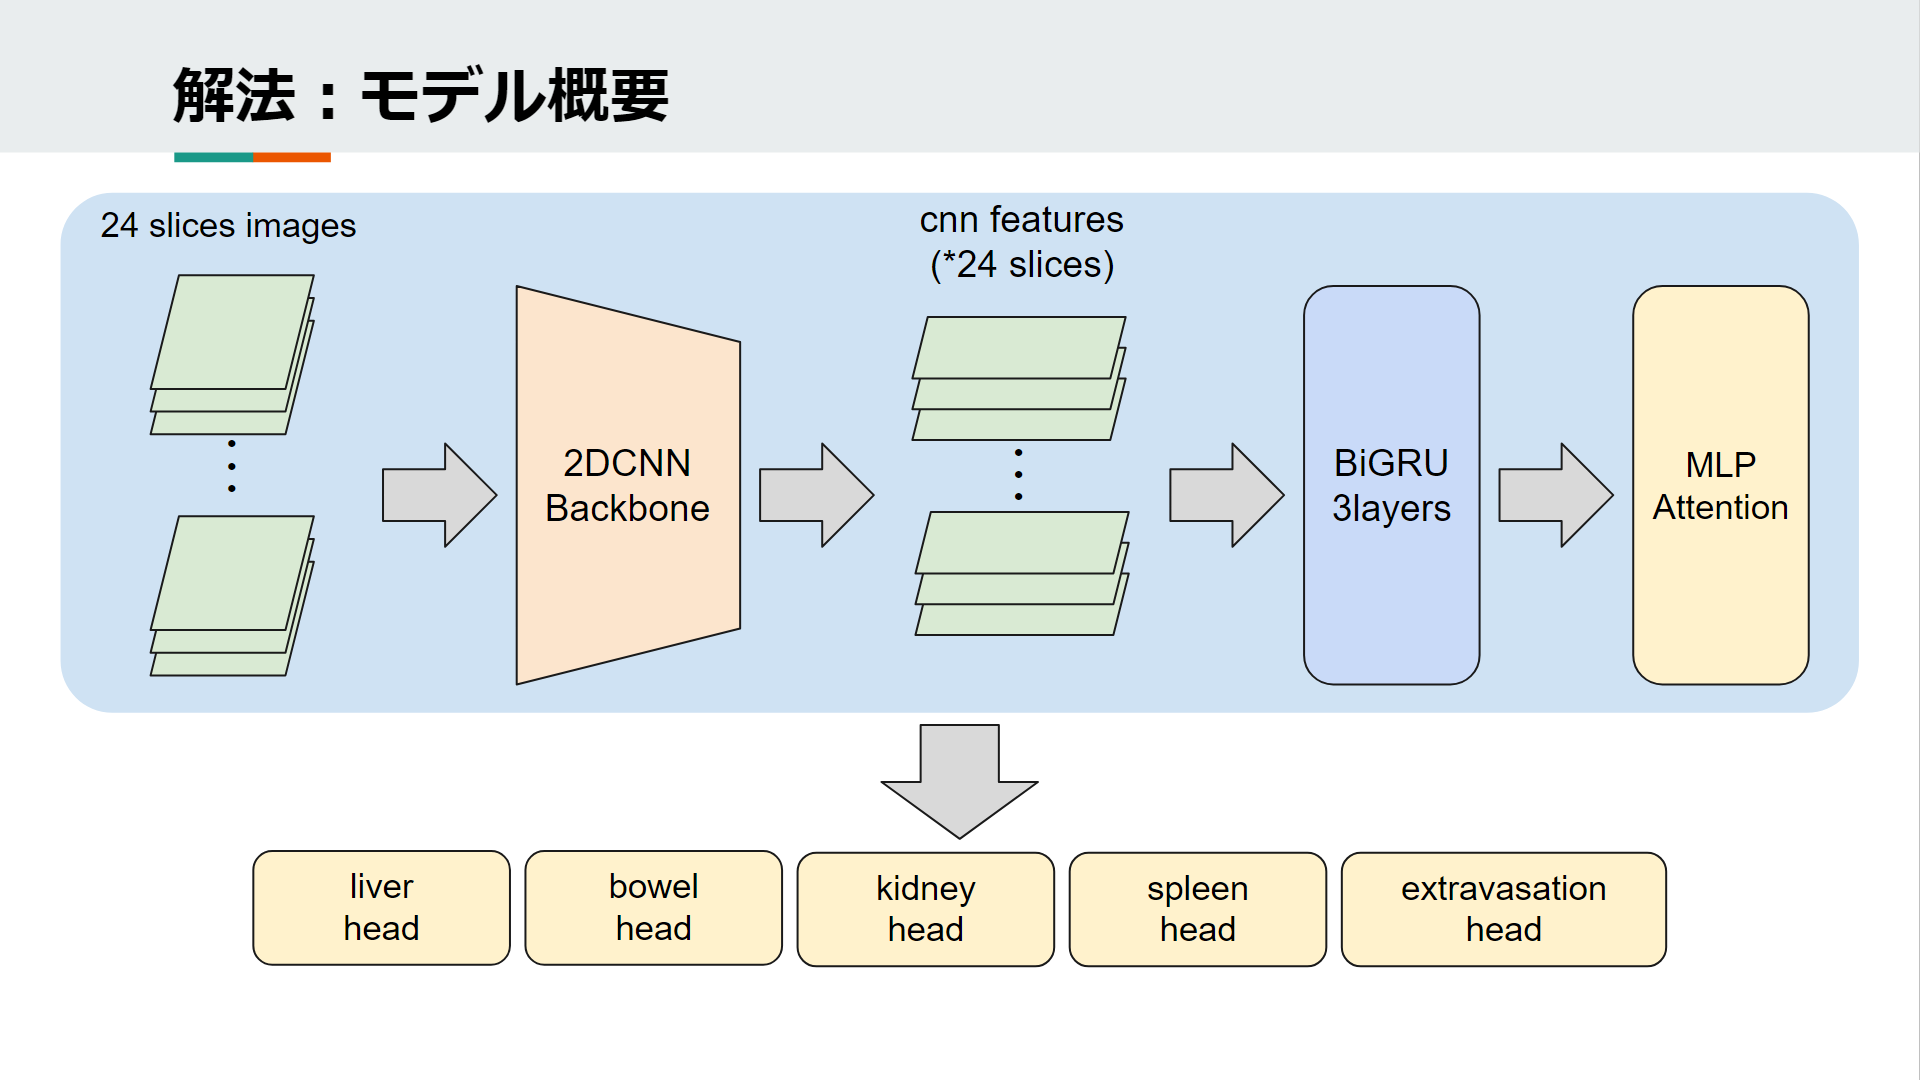 解法：モデル概要
24 slices images
cnn features
(*24 slices)
2DCNN
Backbone
BiGRU
3layers
MLP
Attention
liver
head
bowel
head
kidney
head
spleen
head
extravasation
head